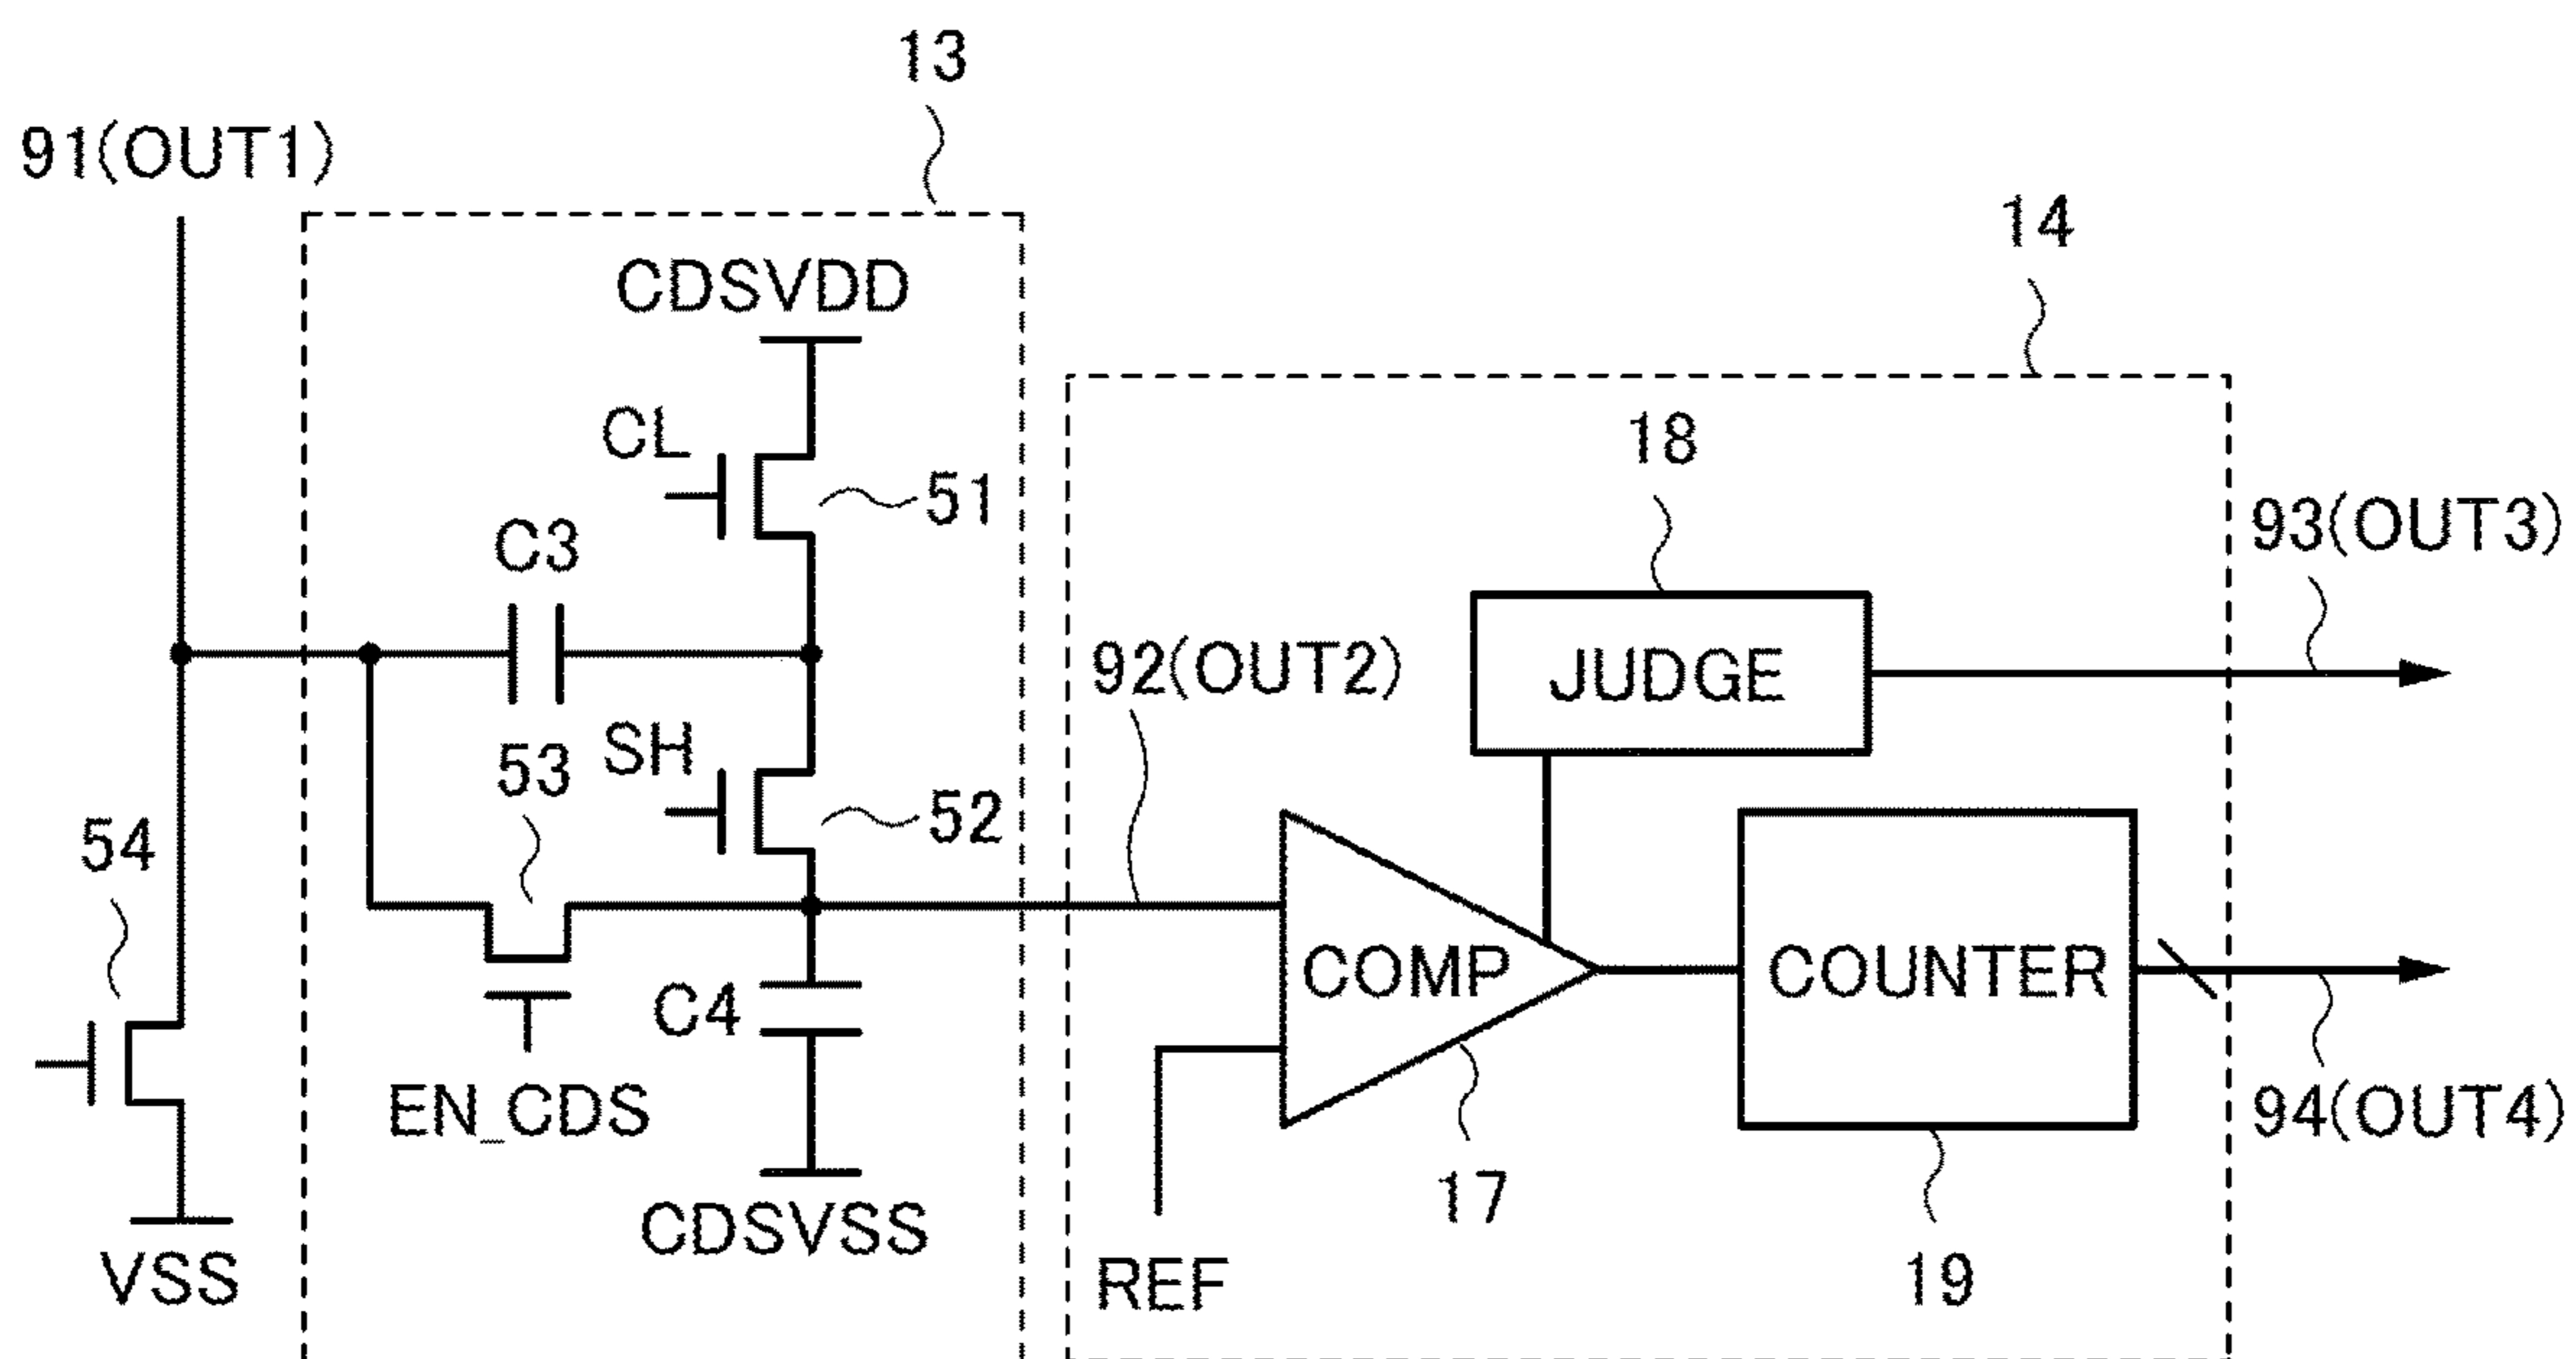 13
91(OUT1)
14
CDSVDD
CL
18
51
93(OUT3)
C3
92(OUT2)
JUDGE
SH
53
52
54
COMP
COUNTER
C4
EN_CDS
94(OUT4)
17
CDSVSS
VSS
REF
19